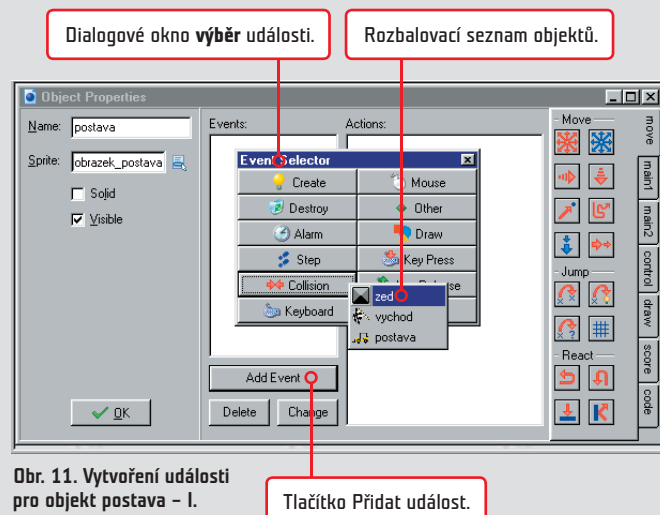 Dialogové okno výběr události.
Rozbalovací seznam objektů.
Object Properties
Name: postava
Sprite: obrazek_postava
Solid
Visible
OK
Events:
Actions:
Event Selector
Create
Mouse
Destroy
Other
Alarm
Draw
Step
Key Press
Collision
Keyboard
zed
vychod
postava
Add Event
Delete
Change
Move
Jump
React
move
main1
main2
control
draw
score
code
Obr. 11. Vytvoření události
pro objekt postava – I.
Tlačítko Přidat událost.